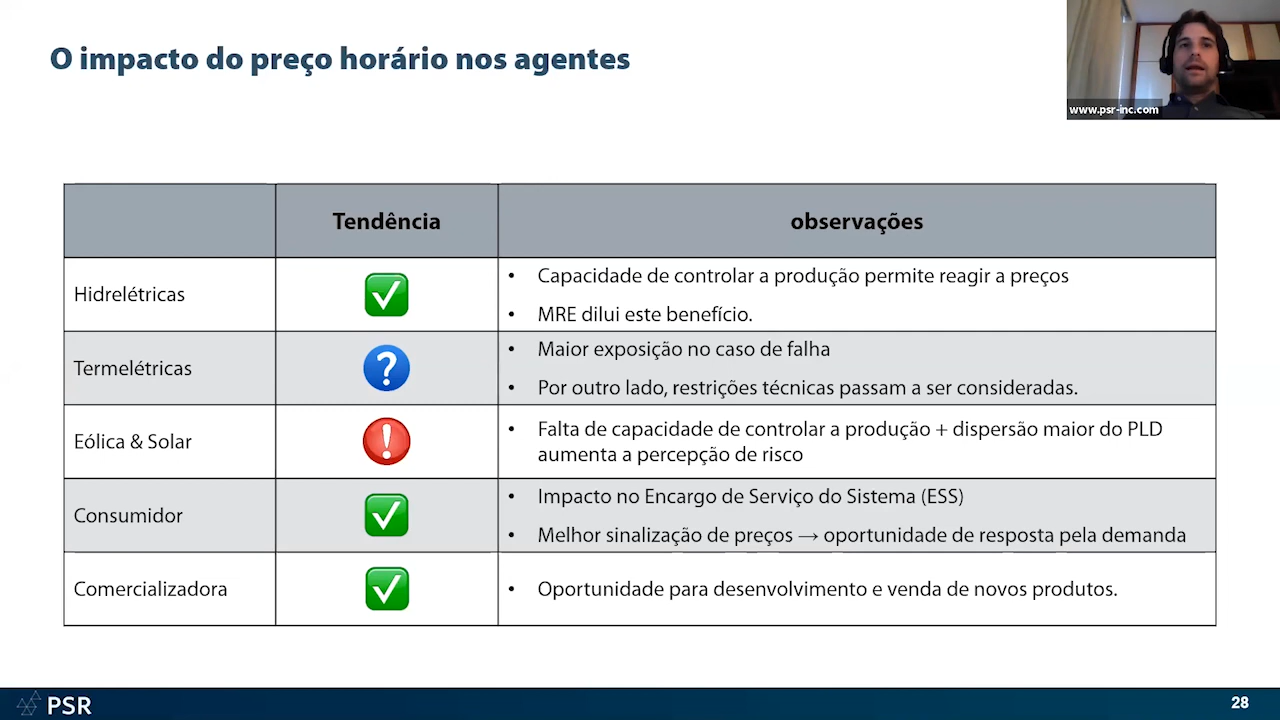 O impacto do preço horário nos agentes
www.psr-inc.com
Tendência
observações
Hidrelétricas
• Capacidade de controlar a produção permite reagir a preços
• MRE dilui este benefício.
Termelétricas
?
• Maior exposição no caso de falha
• Por outro lado, restrições técnicas passam a ser consideradas.
Eólica & Solar
!
• Falta de capacidade de controlar a produção + dispersão maior do PLD
aumenta a percepção de risco
Consumidor
• Impacto no Encargo de Serviço do Sistema (ESS)
• Melhor sinalização de preços → oportunidade de resposta pela demanda
Comercializadora
• Oportunidade para desenvolvimento e venda de novos produtos.
PSR
28